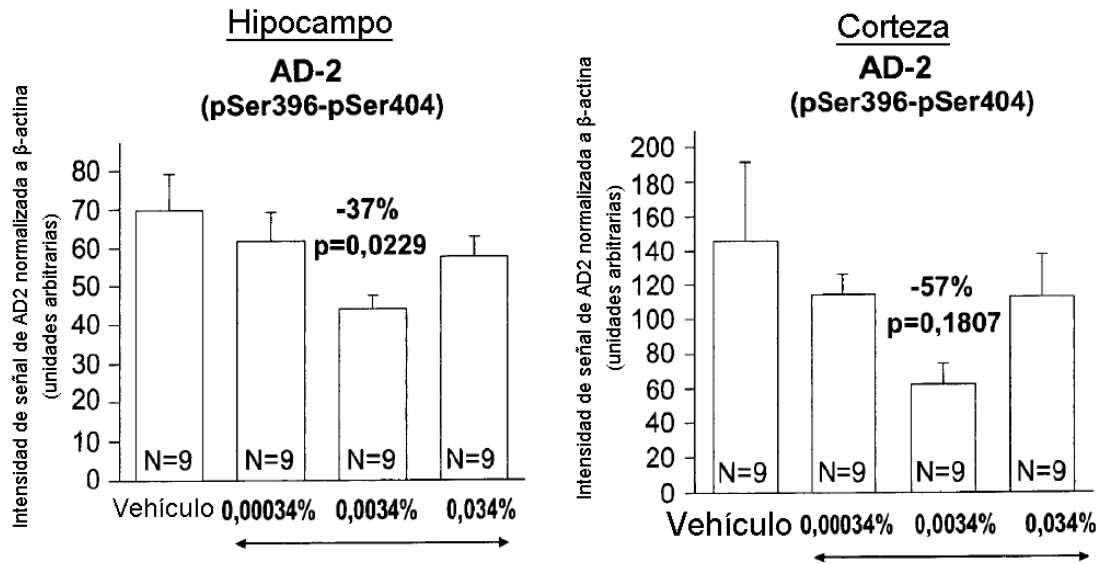 Hipocampo
AD-2
(pSer396-pSer404)
Intensidad de señal de AD2 normalizada a β-actina
(unidades arbitrarias)
80
70
60
50
40
30
20
10
0
-37%
p=0,0229
N=9
N=9
N=9
N=9
Vehículo 0,00034% 0,0034% 0,034%
Corteza
AD-2
(pSer396-pSer404)
Intensidad de señal de AD2 normalizada a β-actina
(unidades arbitrarias)
200
180
160
140
120
100
80
60
40
20
0
-57%
p=0,1807
N=9
N=9
N=9
N=9
Vehículo 0,00034% 0,0034% 0,034%